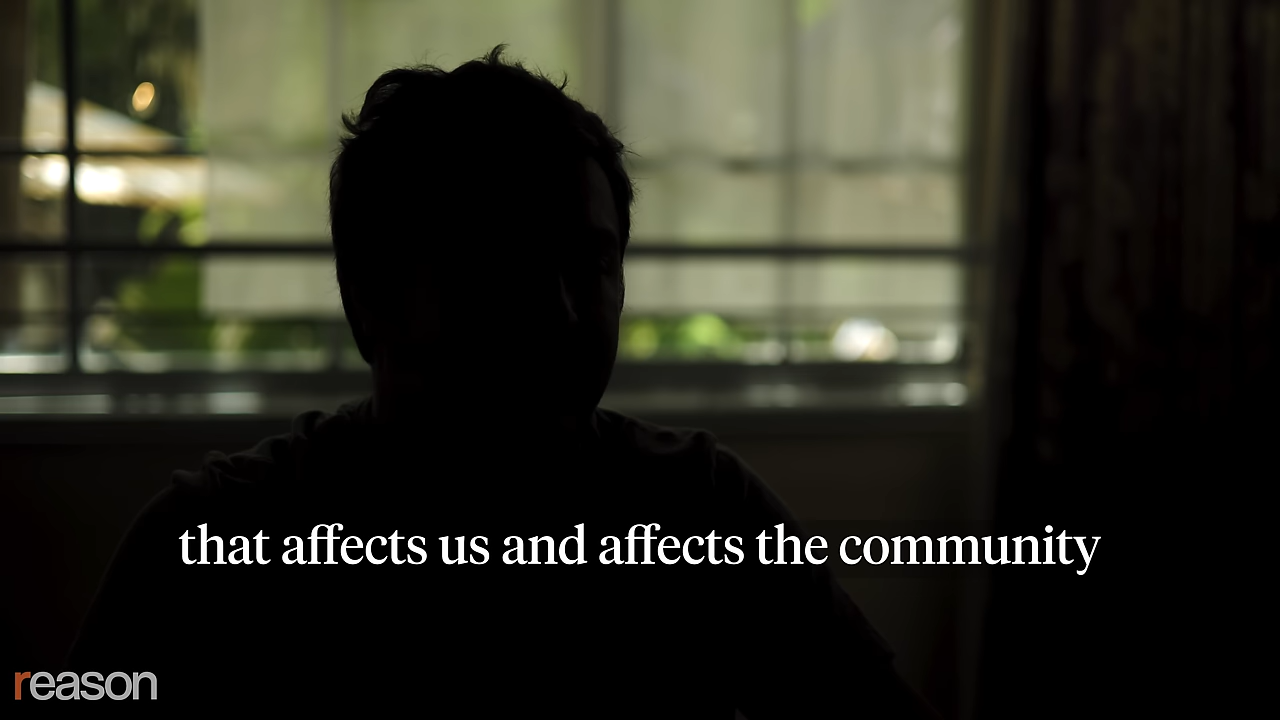 that affects us and affects the community
reason